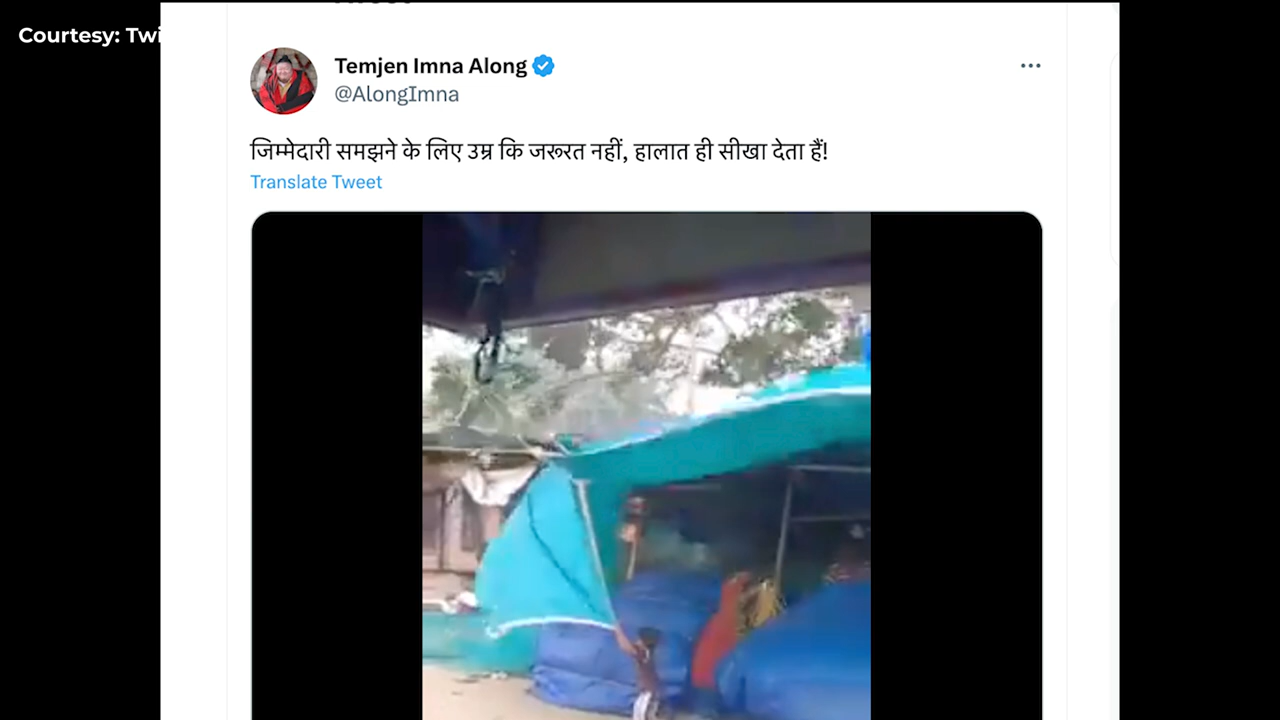 Courtesy: Twi
Temjen Imna Along
@AlongImna
जिम्मेदारी समझने के लिए उम्र कि जरूरत नहीं, हालात ही सीखा देता हैं!
Translate Tweet